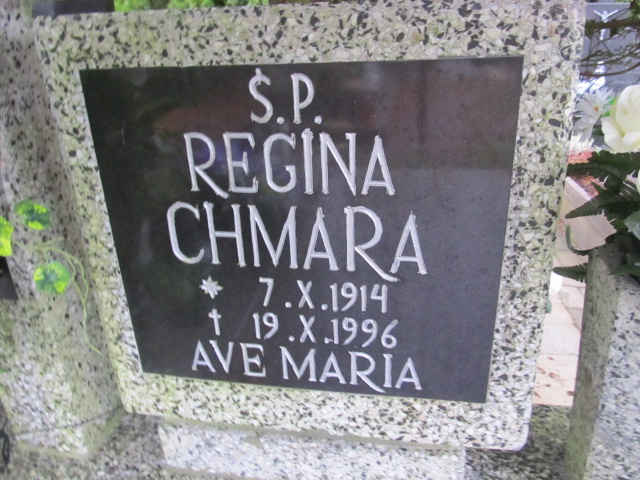 Ś.P.
REGINA
CHMARA
* 7.X.1914
† 19.X.1996
AVE MARIA